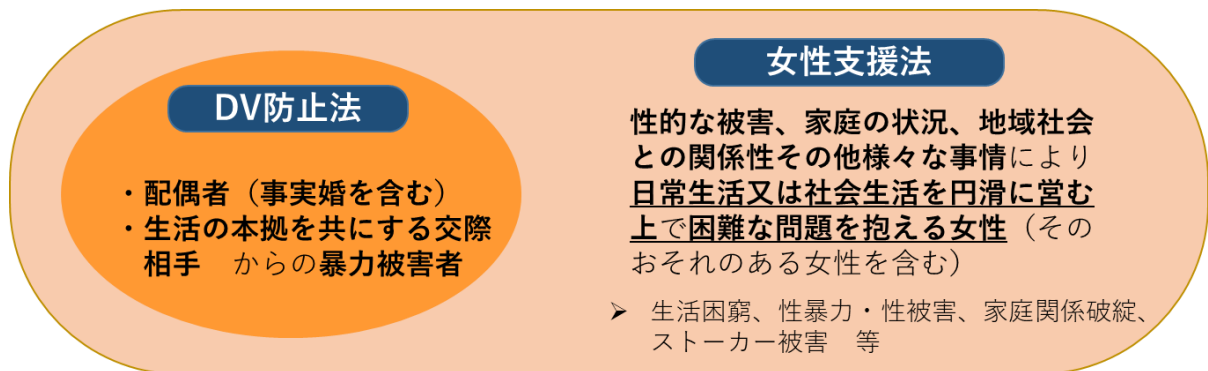 DV防止法
・配偶者（事実婚を含む）
・生活の本拠を共にする交際
相手　からの暴力被害者
女性支援法
性的な被害、家庭の状況、地域社会
との関係性その他様々な事情により
日常生活又は社会生活を円滑に営む
上で困難な問題を抱える女性（その
おそれのある女性を含む）
➢ 生活困窮、性暴力・性被害、家庭関係破綻、
ストーカー被害　等